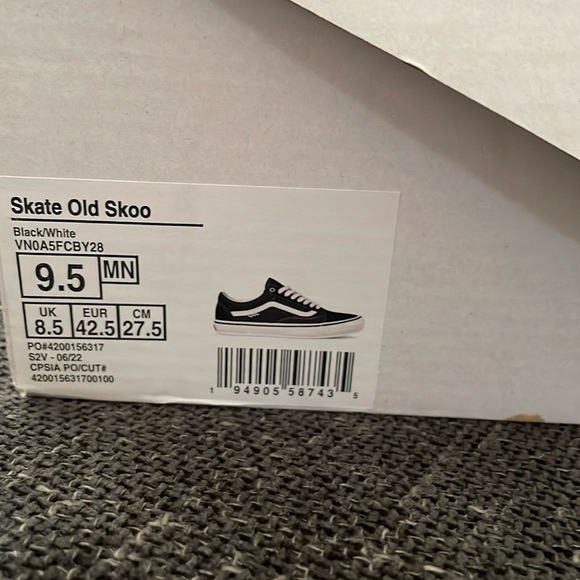 Skate Old Skoo
Black/White
VN0A5FCBY28
9.5 MN
UK EUR CM
8.5 42.5 27.5
PO#4200156317
S2V - 06/22
CPSIA PO/CUT#
420015631700100
1 94905 58743 5